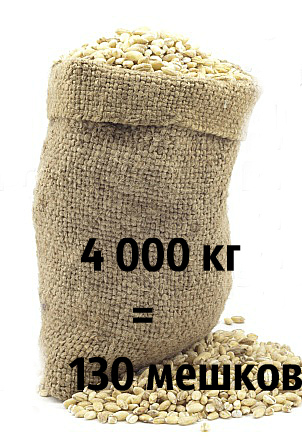 4 000 кг
=
130 мешков